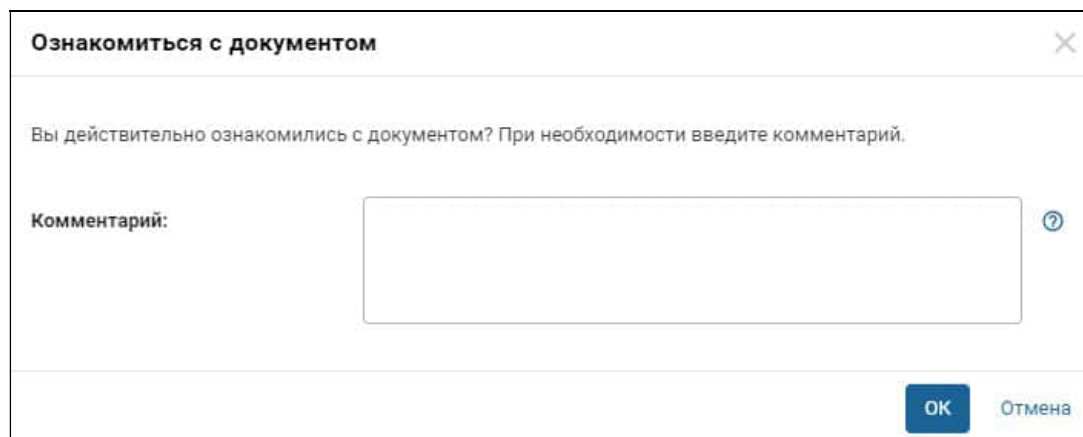 Ознакомиться с документом
Вы действительно ознакомились с документом? При необходимости введите комментарий.
Комментарий:
ОК Отмена